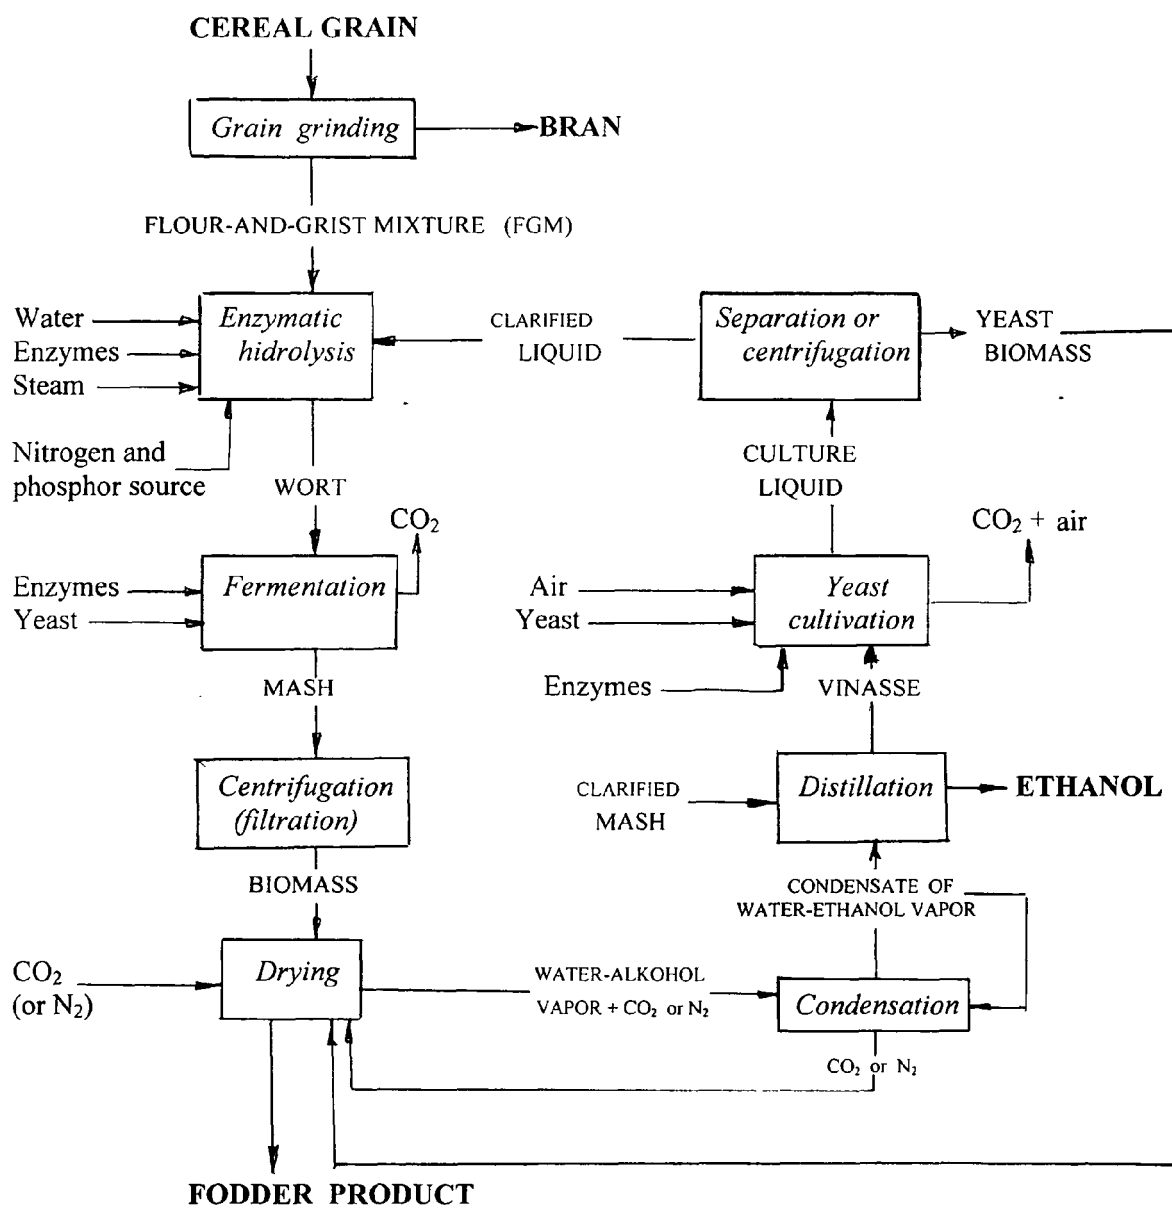 CEREAL GRAIN
Grain grinding
BRAN
FLOUR-AND-GRIST MIXTURE (FGM)
Water
Enzymes
Steam
Enzymatic
hidrolysis
CLARIFIED
LIQUID
Separation or
centrifugation
YEAST
BIOMASS
Nitrogen and
phosphor source
WORT
CULTURE
LIQUID
CO2
CO2 + air
Enzymes
Yeast
Fermentation
Air
Yeast
Yeast
cultivation
MASH
Enzymes
VINASSE
Centrifugation
(filtration)
CLARIFIED
MASH
Distillation
ETHANOL
BIOMASS
CONDENSATE OF
WATER-ETHANOL VAPOR
CO2
(or N2)
Drying
WATER-ALKOHOL
VAPOR + CO2 or N2
Condensation
CO2 or N2
FODDER PRODUCT